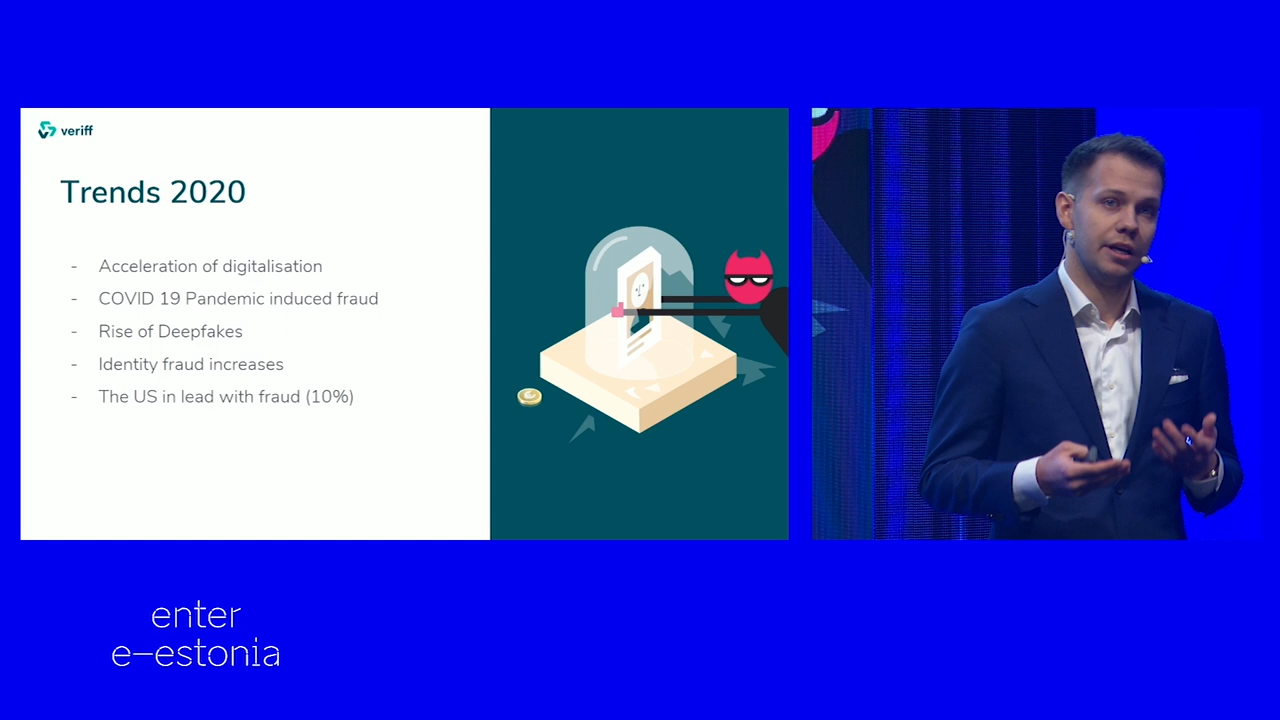 veriff
Trends 2020
- Acceleration of digitalisation
- COVID 19 Pandemic induced fraud
- Rise of Deepfakes
- Identity fraud increases
- The US in lead with fraud (10%)
enter
e–estonia